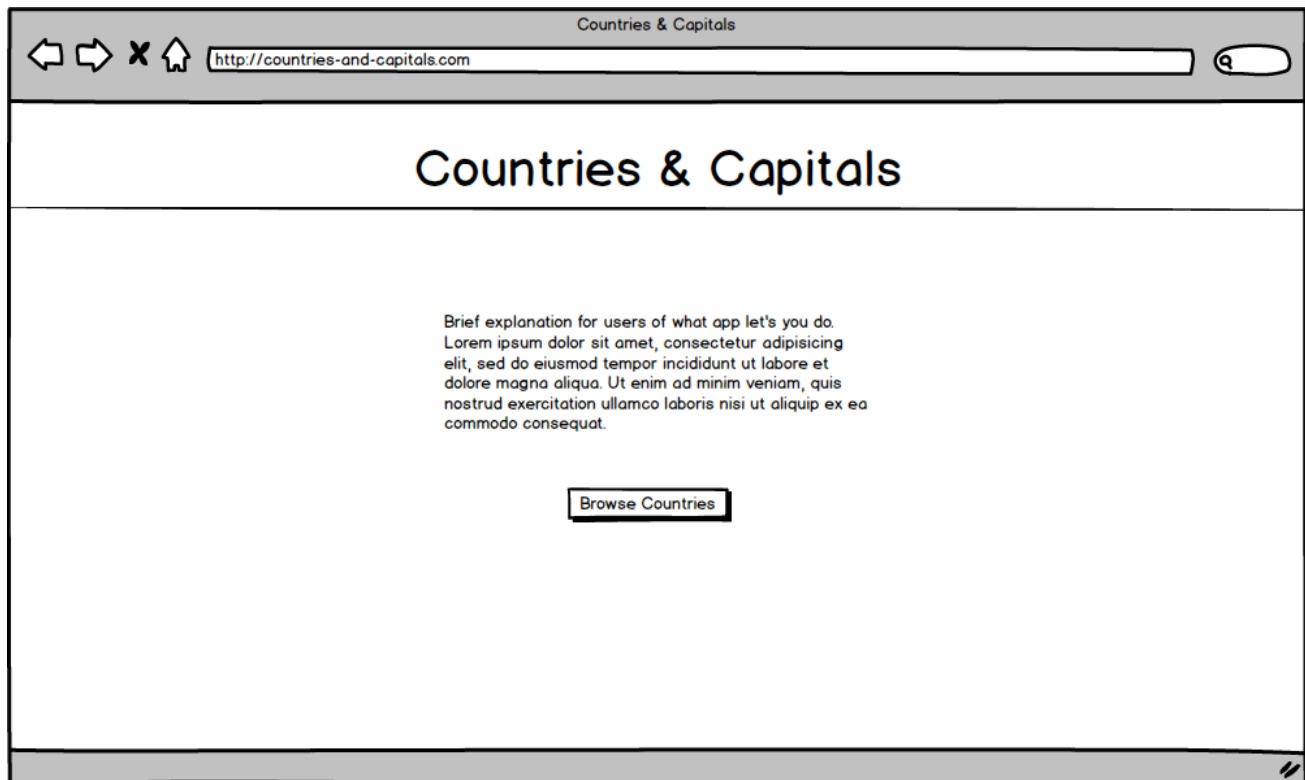 Countries & Capitals
http://countries-and-capitals.com
Countries & Capitals
Brief explanation for users of what app let's you do.
Lorem ipsum dolor sit amet, consectetur adipisicing
elit, sed do eiusmod tempor incididunt ut labore et
dolore magna aliqua. Ut enim ad minim veniam, quis
nostrud exercitation ullamco laboris nisi ut aliquip ex ea
commodo consequat.
Browse Countries